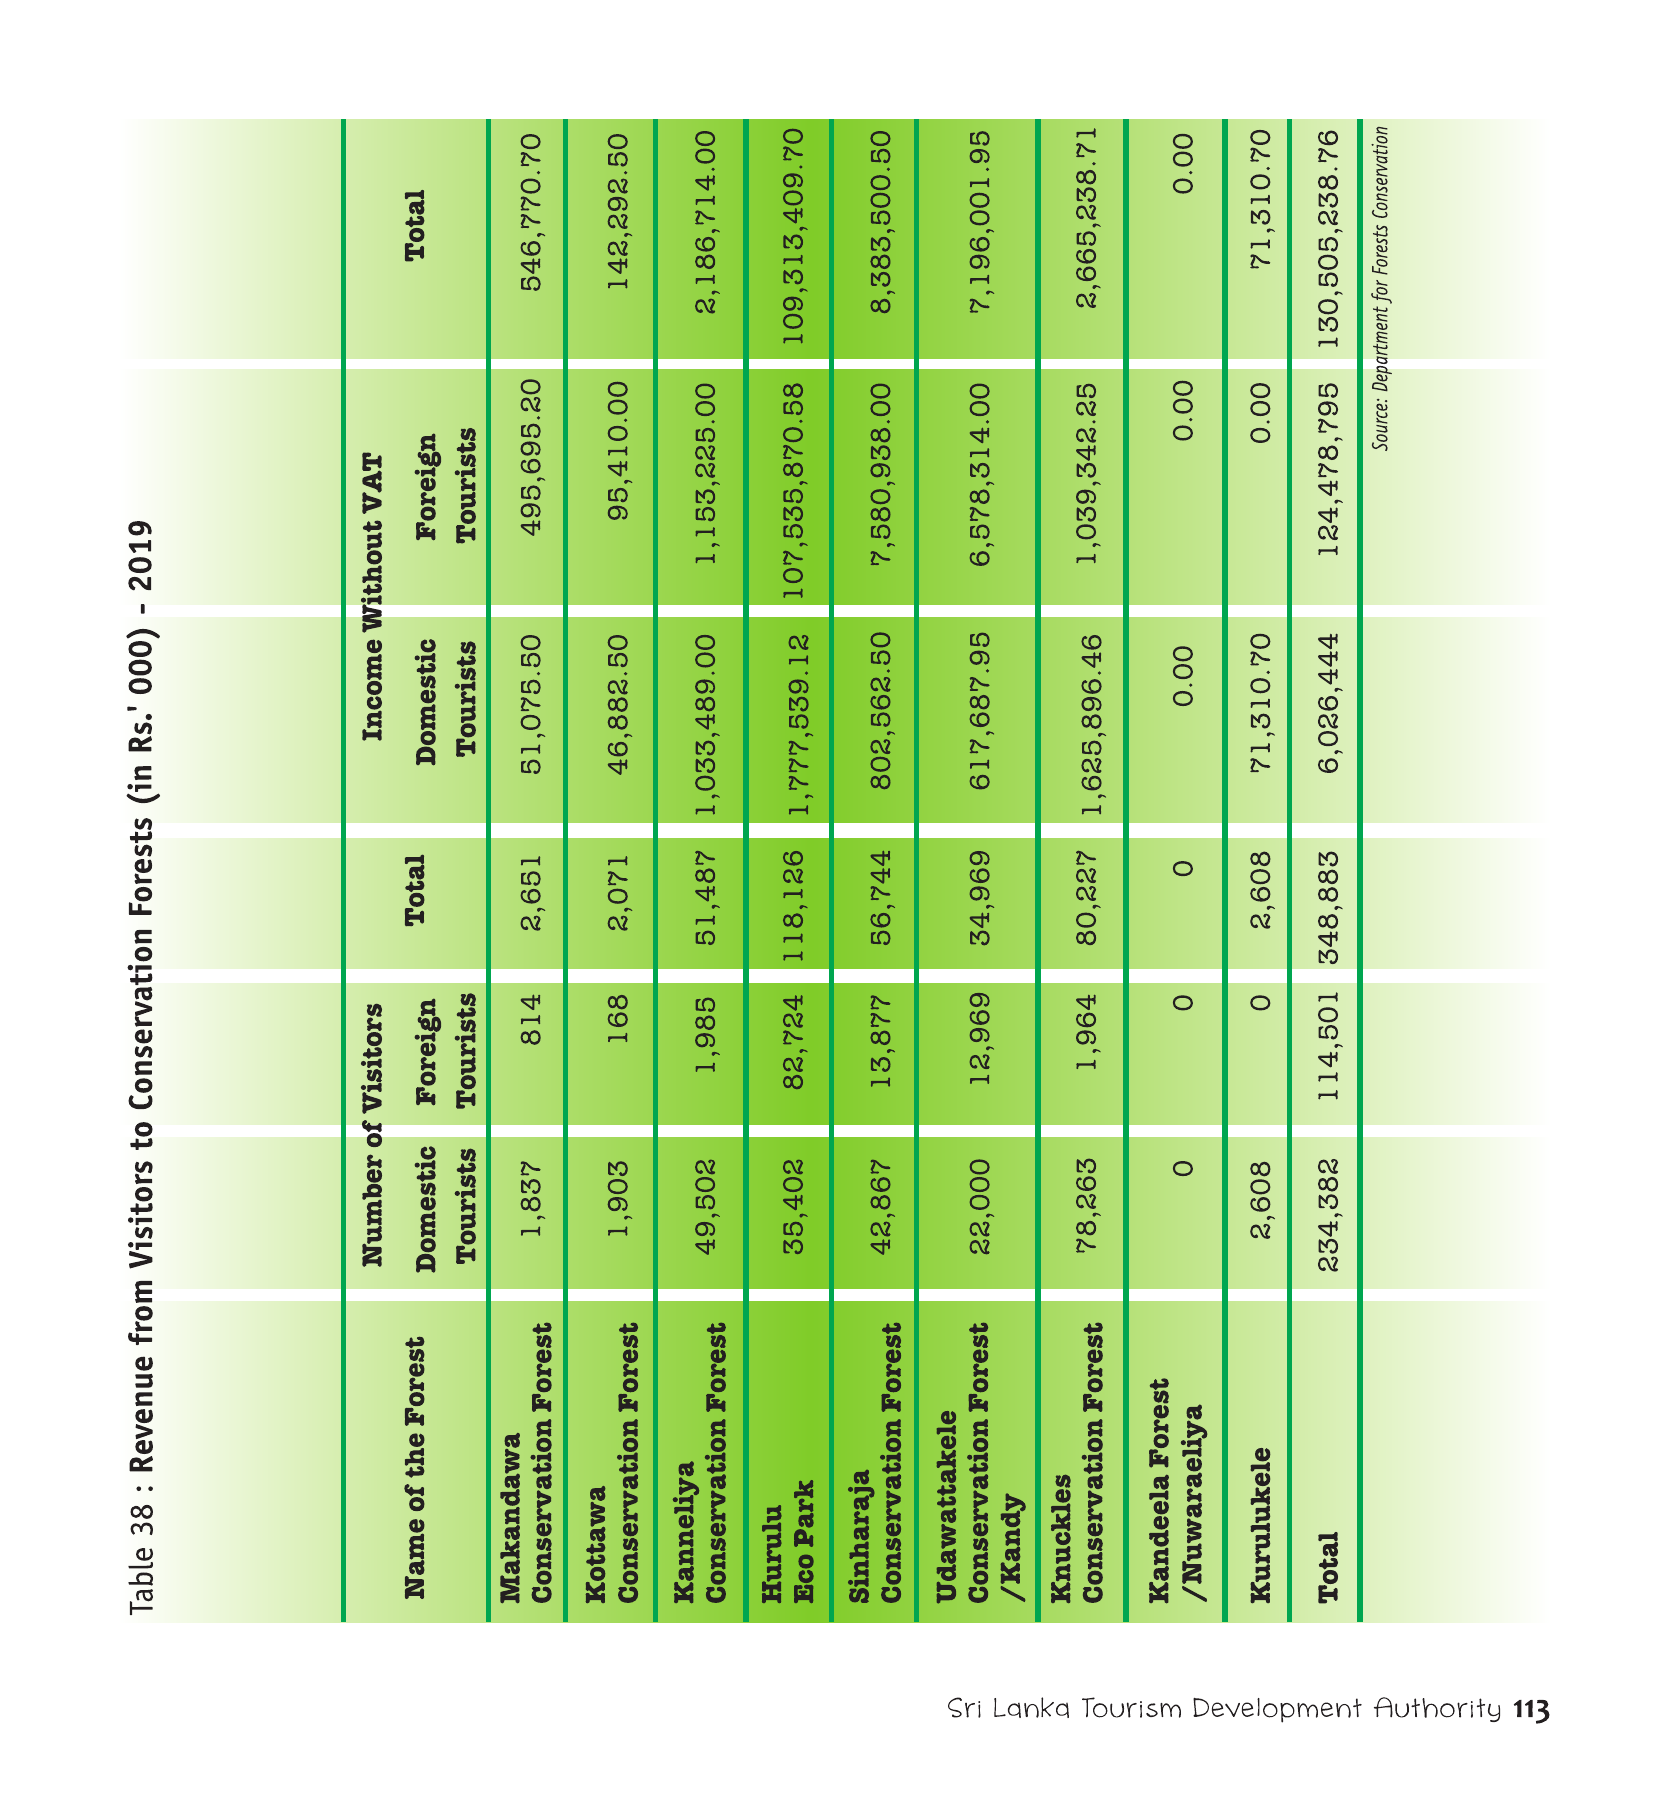 Table 38 : Revenue from Visitors to Conservation Forests (in Rs.' 000) - 2019
Number of Visitors Income Without VAT
Name of the Forest Domestic Tourists Foreign Tourists Total Domestic Tourists Foreign Tourists Total
Makandawa
Conservation Forest 1,837 814 2,651 51,075.50 495,695.20 546,770.70
Kottawa
Conservation Forest 1,903 168 2,071 46,882.50 95,410.00 142,292.50
Kanneliya
Conservation Forest 49,502 1,985 51,487 1,033,489.00 1,153,225.00 2,186,714.00
Hurulu
Eco Park 35,402 82,724 118,126 1,777,539.12 107,535,870.58 109,313,409.70
Sinharaja
Conservation Forest 42,867 13,877 56,744 802,562.50 7,580,938.00 8,383,500.50
Udawattakele
Conservation Forest 22,000 12,969 34,969 617,687.95 6,578,314.00 7,196,001.95
/Kandy
Knuckles
Conservation Forest 78,263 1,964 80,227 1,625,896.46 1,039,342.25 2,665,238.71
Kandeela Forest
/Nuwaraeliya 0 0 0 0.00 0.00 0.00
Kurulukele 2,608 0 2,608 71,310.70 0.00 71,310.70
Total 234,382 114,501 348,883 6,026,444 124,478,795 130,505,238.76
Source: Department for Forests Conservation
Sri Lanka Tourism Development Authority 113